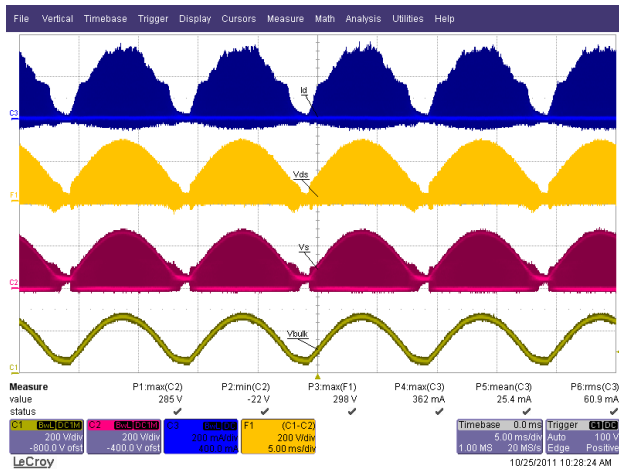 File Vertical Timebase Trigger Display Cursors Measure Math Analysis Utilities Help
Id
C3
Vds
F1
Vs
C2
Vbulk
C1
Measure P1:max(C2) P2:min(C2) P3:max(F1) P4:max(C3) P5:mean(C3) P6:rms(C3)
value 285 V -22 V 298 V 362 mA 25.4 mA 60.9 mA
status
C1 BwL DC1M C2 BwL DC1M C3 BwL DC F1 (C1-C2) Timebase 0.0 ms Trigger C1 DC
200 V/div 200 V/div 200 mA/div 200 V/div 5.00 ms/div Auto 100 V
-800.0 V ofst -400.0 V ofst 5.00 ms/div 1.00 MS 20 MS/s Edge Positive
LeCroy 10/25/2011 10:28:24 AM